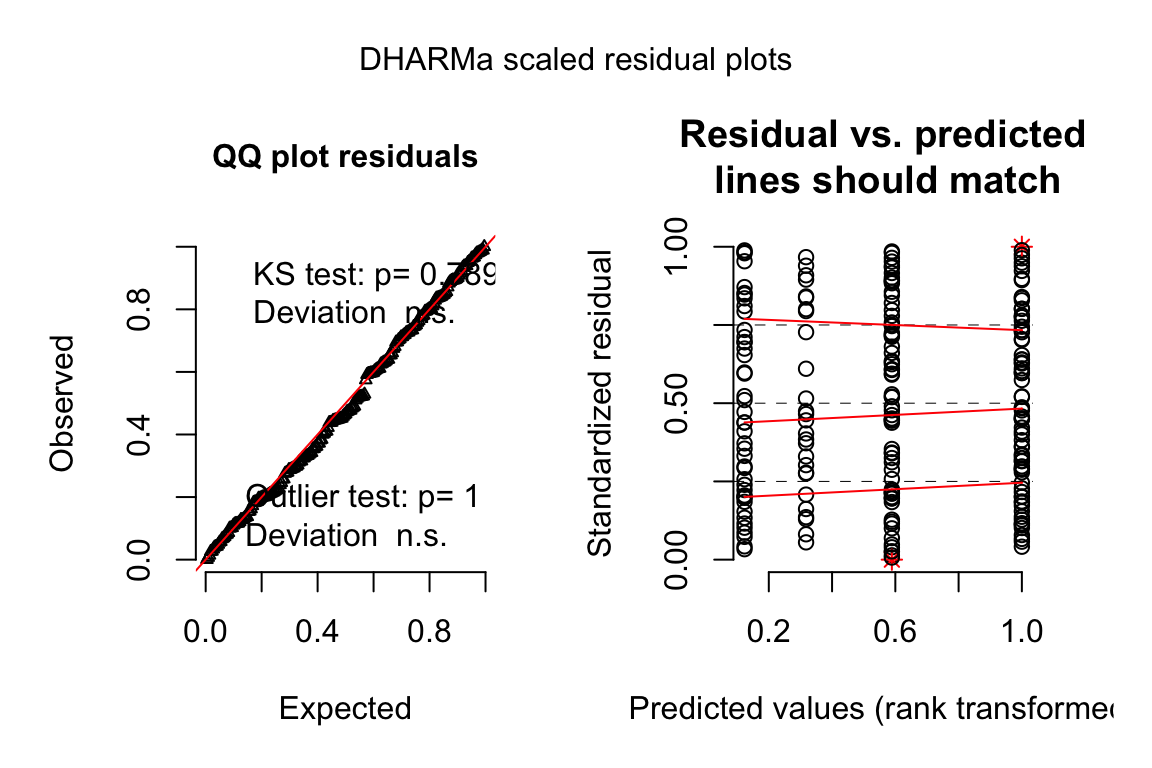 DHARMa scaled residual plots
QQ plot residuals
KS test: p= 0.789
Deviation n.s.
Outlier test: p= 1
Deviation n.s.
Observed
0.0
0.4
0.8
0.0
0.4
0.8
Expected
Residual vs. predicted
lines should match
Standardized residual
0.00
0.50
1.00
0.2
0.6
1.0
Predicted values (rank transformed